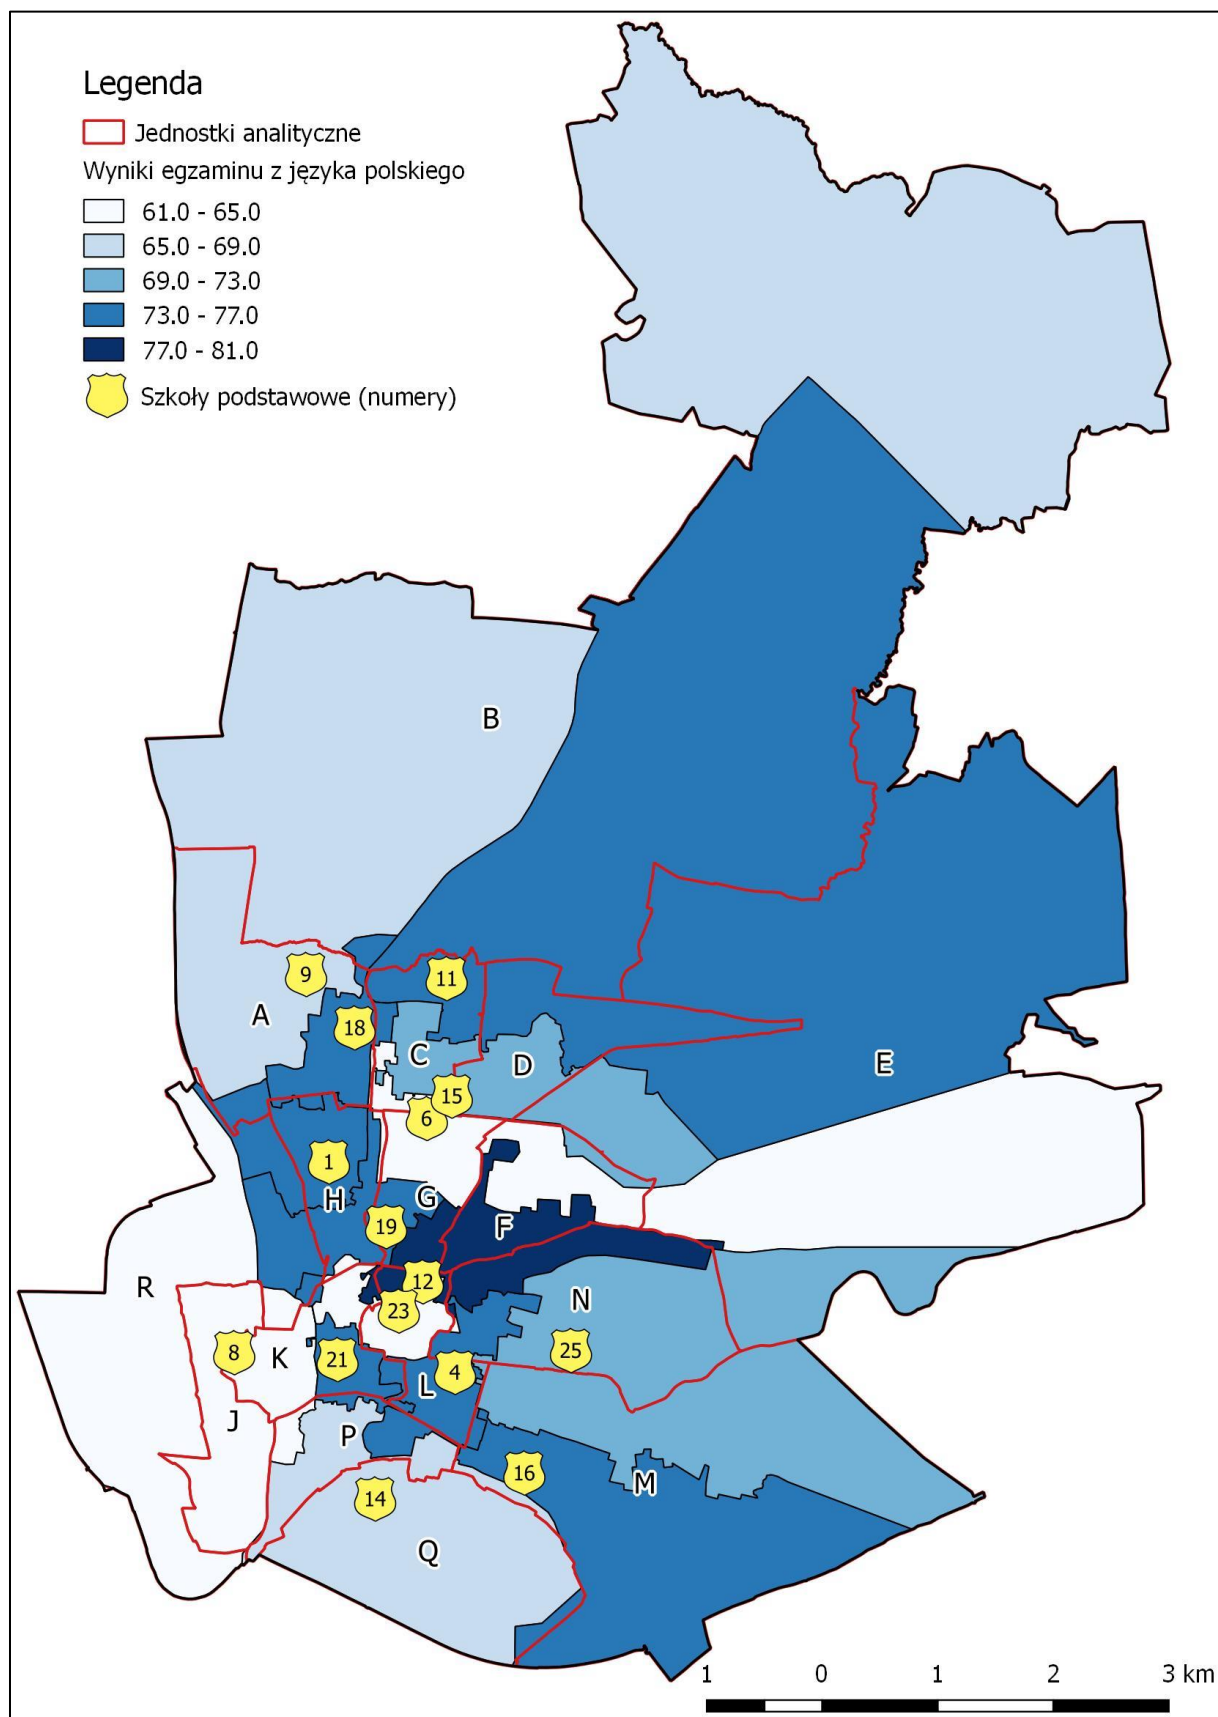 Legenda
Jednostki analityczne
Wyniki egzaminu z języka polskiego
61.0 - 65.0
65.0 - 69.0
69.0 - 73.0
73.0 - 77.0
77.0 - 81.0
Szkoły podstawowe (numery)
B
9
11
A
18
C
D
E
15
6
1
H
G
19
F
12
R
N
23
8
K
21
4
25
L
J
P
16
M
14
Q
1 0 1 2 3 km